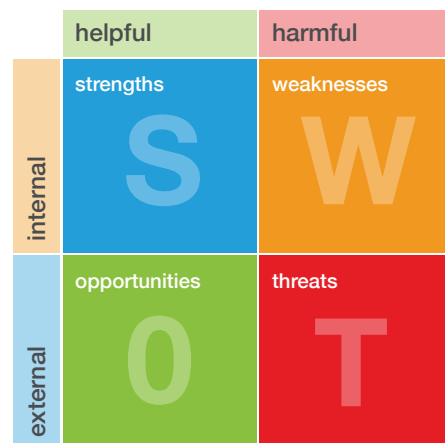 helpful
harmful
internal
strengths
S
weaknesses
W
external
opportunities
0
threats
T